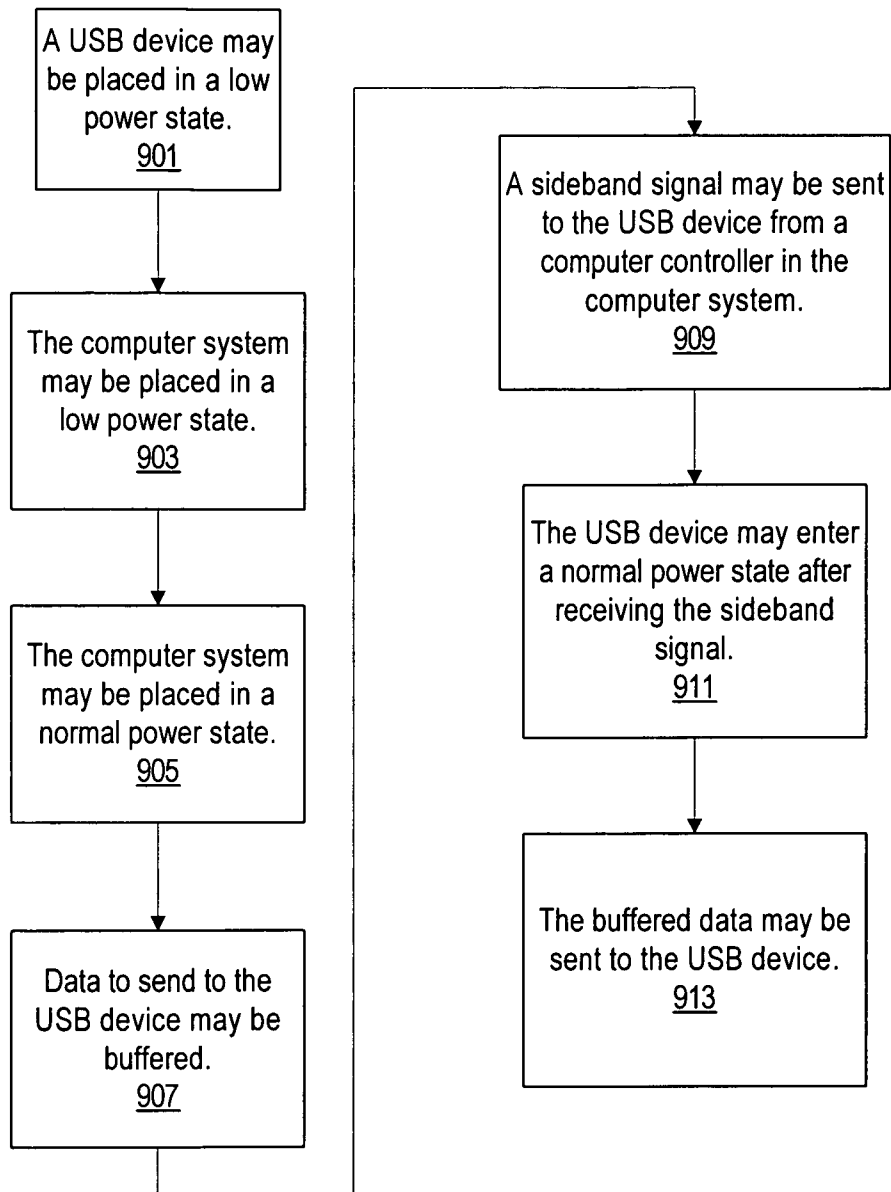 A USB device may
be placed in a low
power state.
901
The computer system
may be placed in a
low power state.
903
The computer system
may be placed in a
normal power state.
905
Data to send to the
USB device may be
buffered.
907
A sideband signal may be sent
to the USB device from a
computer controller in the
computer system.
909
The USB device may enter
a normal power state after
receiving the sideband
signal.
911
The buffered data may be
sent to the USB device.
913